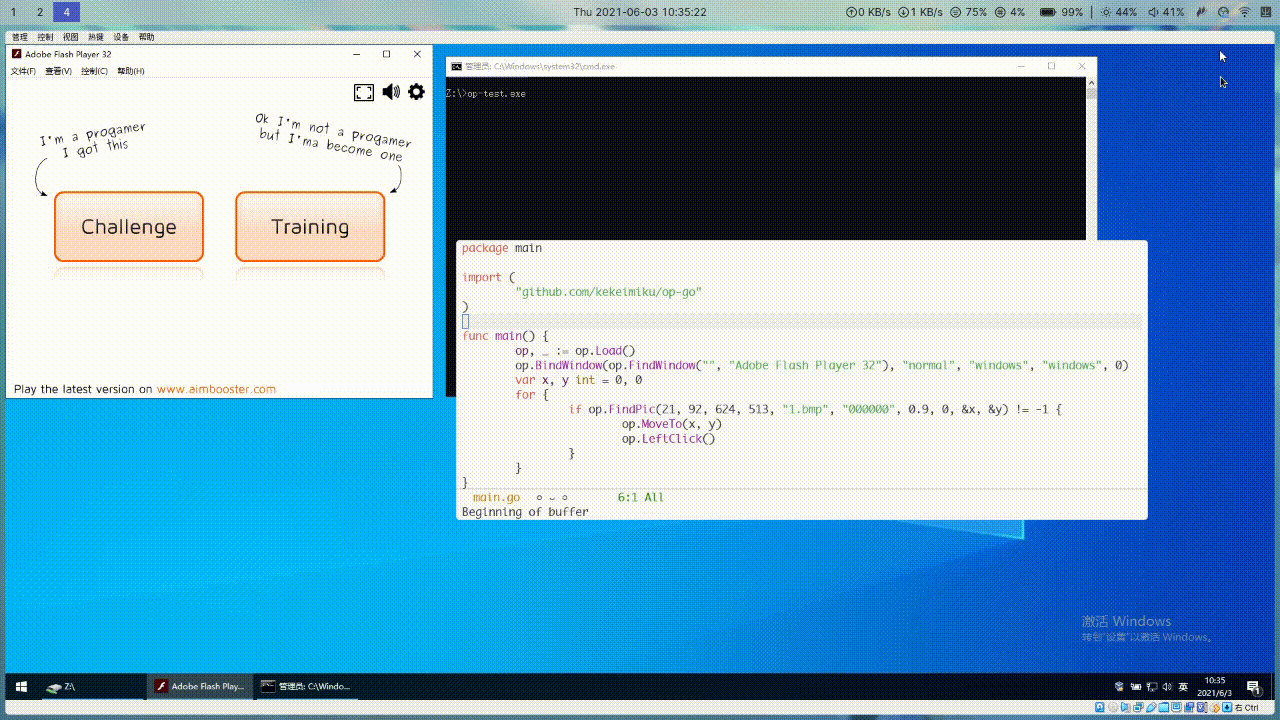 1 2 4 Thu 2021-06-03 10:35:22 0 KB/s 1 KB/s 75% 4% 99% | 44% 41%
管理 控制 视图 热键 设备 帮助
Adobe Flash Player 32
文件(F) 查看(V) 控制(C) 帮助(H)
I'm a progamer
I got this
Ok I'm not a progamer
but I'ma become one
Challenge
Training
Play the latest version on www.aimbooster.com
管理员: C:\Windows\system32\cmd.exe
Z:\>op-test.exe
package main
import (
"github.com/kekeimiku/op-go"
)
func main() {
op, _ := op.Load()
op.BindWindow(op.FindWindow("", "Adobe Flash Player 32"), "normal", "windows", "windows", 0)
var x, y int = 0, 0
for {
if op.FindPic(21, 92, 624, 513, "1.bmp", "000000", 0.9, 0, &x, &y) != -1 {
op.MoveTo(x, y)
op.LeftClick()
}
}
}
main.go 6:1 All
Beginning of buffer
激活 Windows
转到"设置"以激活 Windows。
Z:\
Adobe Flash Play...
管理员: C:\Windo...
英
10:35
2021/6/3
1
右 Ctrl